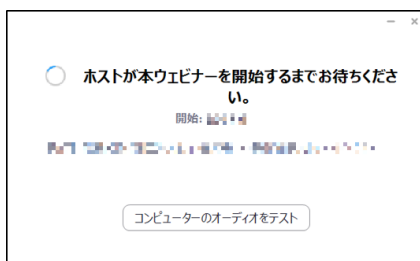 ホストが本ウェビナーを開始するまでお待ちくださ
い。
開始:
コンピューターのオーディオをテスト